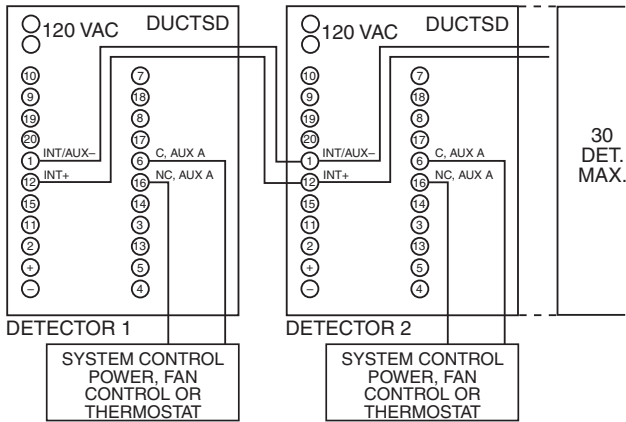 120 VAC DUCTSD
10 7
9 18
19 8
20 17
1 INT/AUX– 6 C, AUX A
12 INT+ 16 NC, AUX A
15 14
11 3
2 13
+ 5
– 4
DETECTOR 1
SYSTEM CONTROL
POWER, FAN
CONTROL OR
THERMOSTAT
120 VAC DUCTSD
10 7
9 18
19 8
20 17
1 INT/AUX– 6 C, AUX A
12 INT+ 16 NC, AUX A
15 14
11 3
2 13
+ 5
– 4
DETECTOR 2
SYSTEM CONTROL
POWER, FAN
CONTROL OR
THERMOSTAT
30
DET.
MAX.